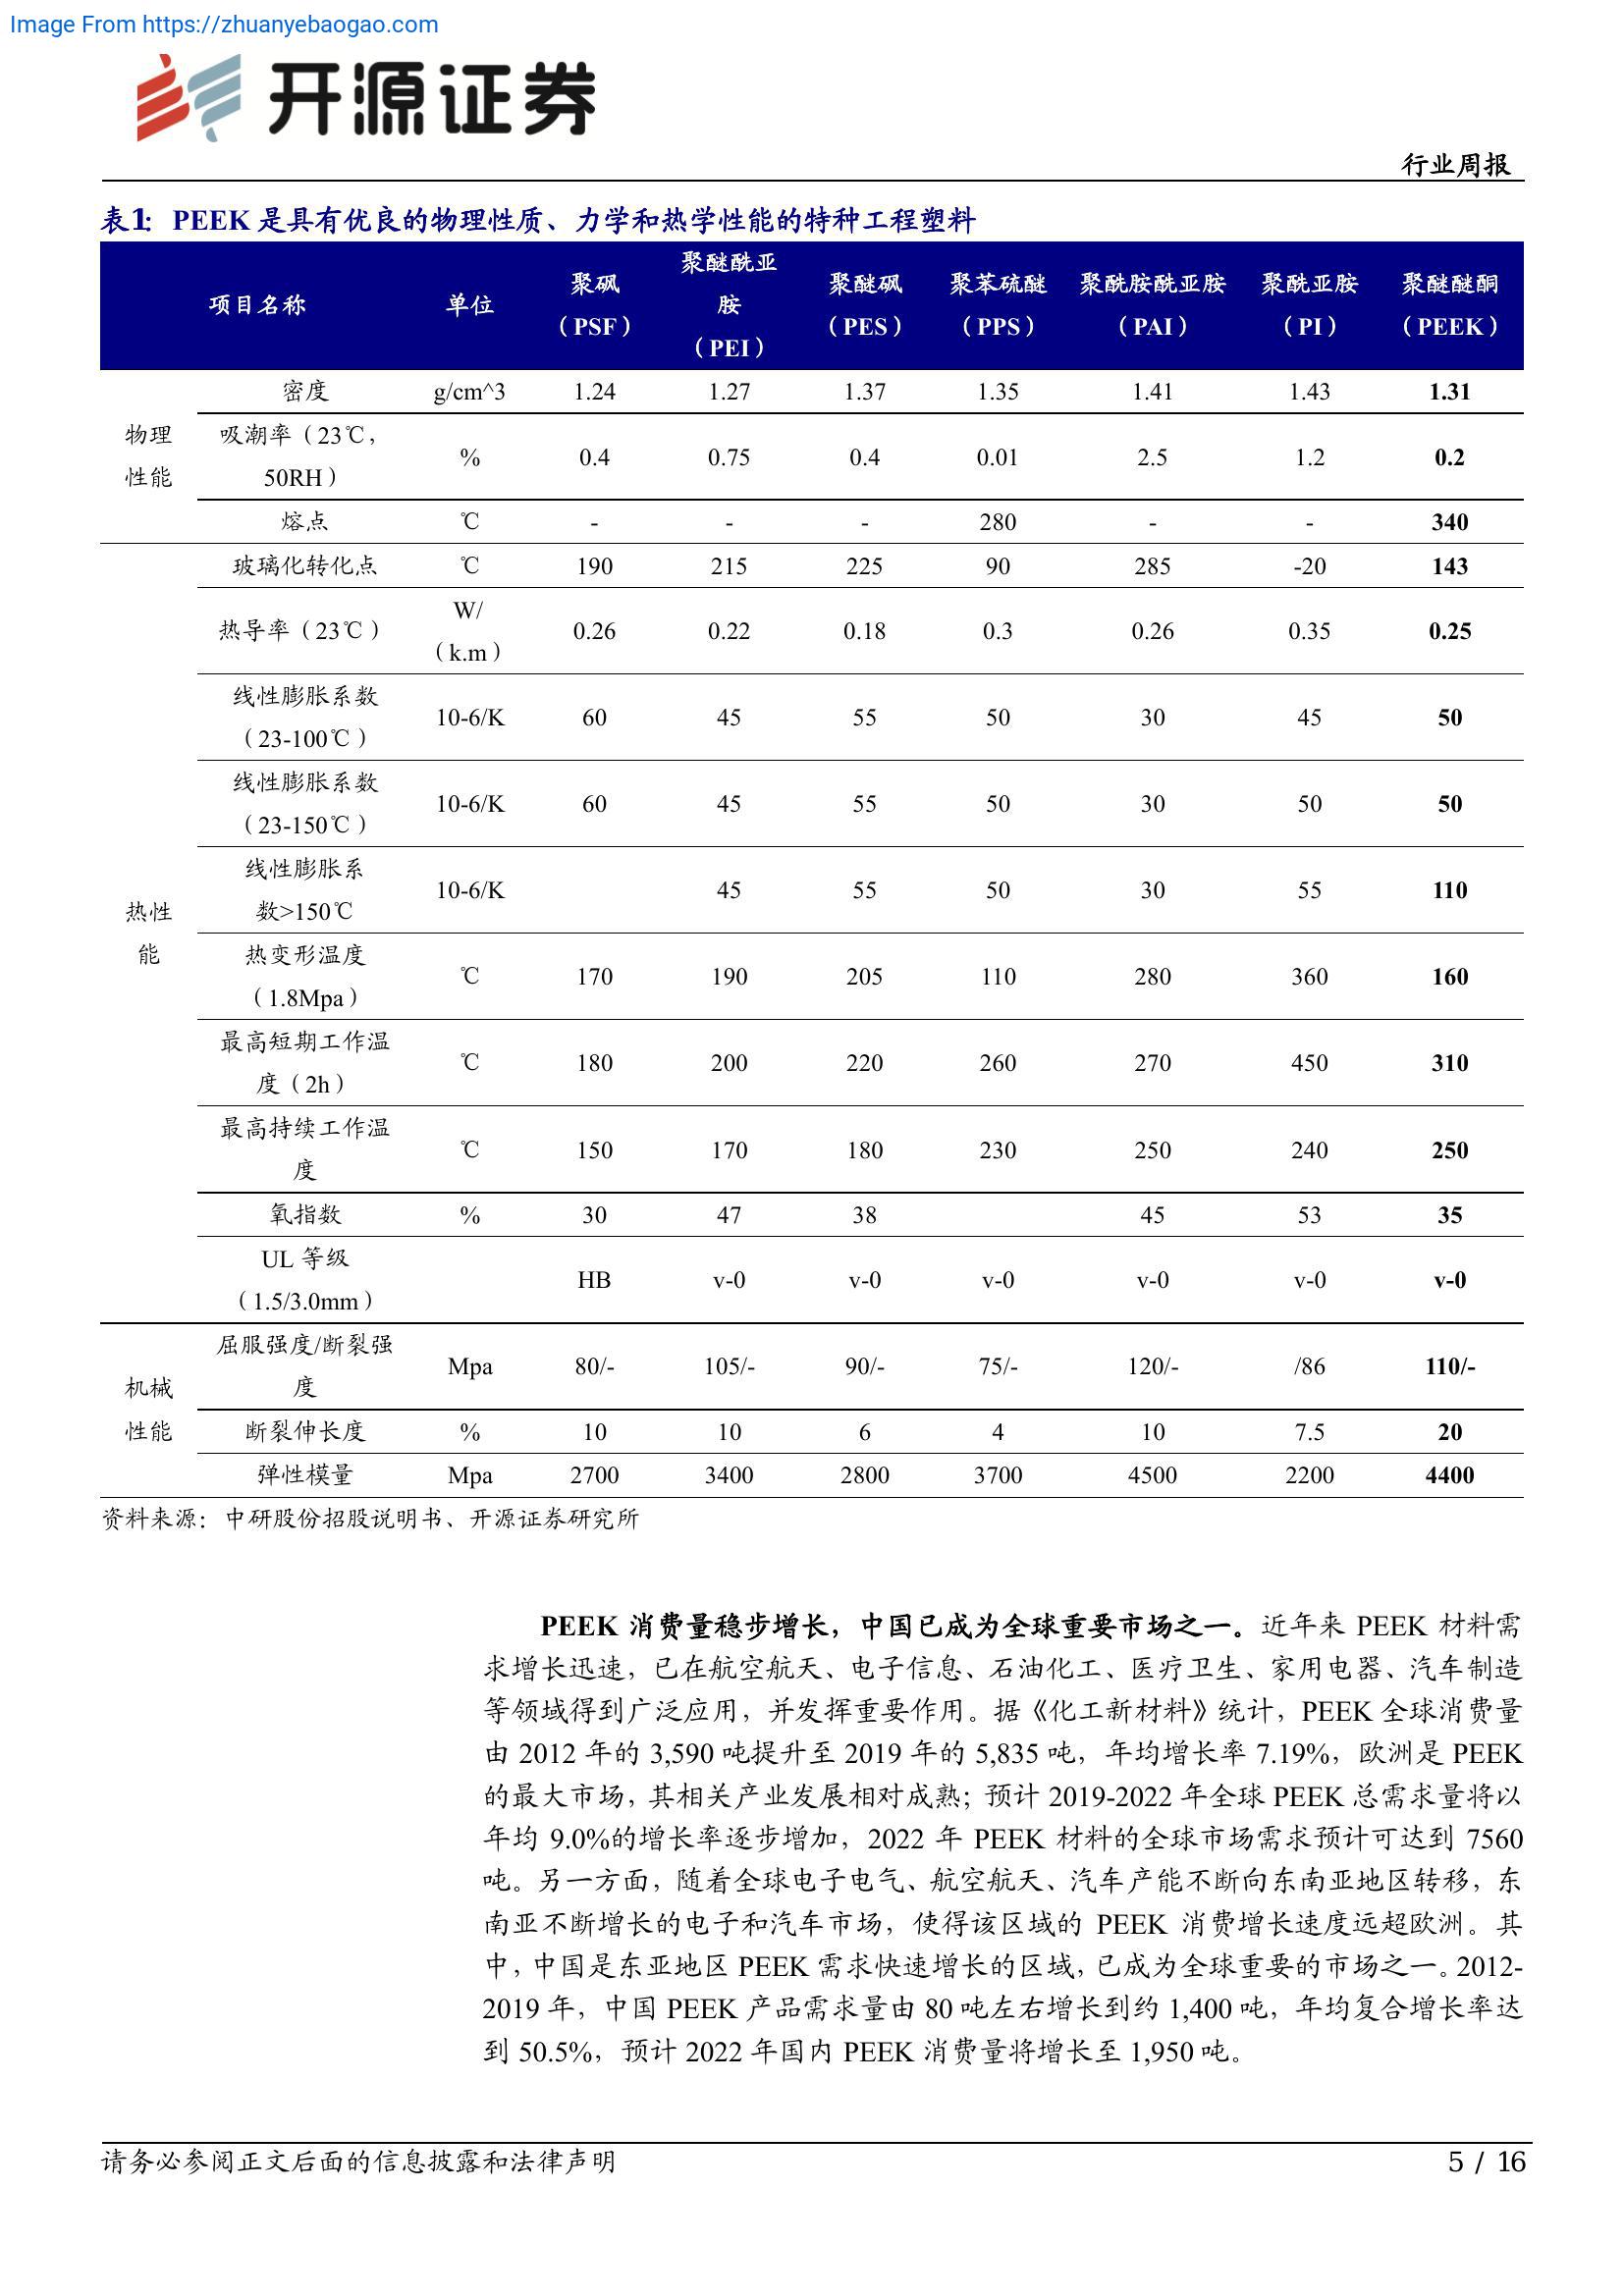 Image From https://zhuanyebaogao.com
开源证券
行业周报
表1： PEEK 是具有优良的物理性质、力学和热学性能的特种工程塑料
项目名称 单位 聚砜（PSF） 聚醚酰亚胺（PEI） 聚醚砜（PES） 聚苯硫醚（PPS） 聚酰胺酰亚胺（PAI） 聚酰亚胺（PI） 聚醚醚酮（PEEK）
物理性能
密度 g/cm^3 1.24 1.27 1.37 1.35 1.41 1.43 1.31
吸潮率（23℃，50RH） % 0.4 0.75 0.4 0.01 2.5 1.2 0.2
熔点 ℃ - - - 280 - - 340
热性能
玻璃化转化点 ℃ 190 215 225 90 285 -20 143
热导率（23℃） W/（k.m） 0.26 0.22 0.18 0.3 0.26 0.35 0.25
线性膨胀系数（23-100℃） 10-6/K 60 45 55 50 30 45 50
线性膨胀系数（23-150℃） 10-6/K 60 45 55 50 30 50 50
线性膨胀系数>150℃ 10-6/K 45 55 50 30 55 110
热变形温度（1.8Mpa） ℃ 170 190 205 110 280 360 160
最高短期工作温度（2h） ℃ 180 200 220 260 270 450 310
最高持续工作温度 ℃ 150 170 180 230 250 240 250
氧指数 % 30 47 38 45 53 35
UL 等级（1.5/3.0mm） HB v-0 v-0 v-0 v-0 v-0 v-0
机械性能
屈服强度/断裂强度 Mpa 80/- 105/- 90/- 75/- 120/- /86 110/-
断裂伸长度 % 10 10 6 4 10 7.5 20
弹性模量 Mpa 2700 3400 2800 3700 4500 2200 4400
资料来源：中研股份招股说明书、开源证券研究所
PEEK 消费量稳步增长，中国已成为全球重要市场之一。近年来 PEEK 材料需
求增长迅速，已在航空航天、电子信息、石油化工、医疗卫生、家用电器、汽车制造
等领域得到广泛应用，并发挥重要作用。据《化工新材料》统计，PEEK 全球消费量
由 2012 年的 3,590 吨提升至 2019 年的 5,835 吨，年均增长率 7.19%，欧洲是 PEEK
的最大市场，其相关产业发展相对成熟；预计 2019-2022 年全球 PEEK 总需求量将以
年均 9.0%的增长率逐步增加，2022 年 PEEK 材料的全球市场需求预计可达到 7560
吨。另一方面，随着全球电子电气、航空航天、汽车产能不断向东南亚地区转移，东
南亚不断增长的电子和汽车市场，使得该区域的 PEEK 消费增长速度远超欧洲。其
中，中国是东亚地区 PEEK 需求快速增长的区域，已成为全球重要的市场之一。2012-
2019 年，中国 PEEK 产品需求量由 80 吨左右增长到约 1,400 吨，年均复合增长率达
到 50.5%，预计 2022 年国内 PEEK 消费量将增长至 1,950 吨。
请务必参阅正文后面的信息披露和法律声明 5 / 16